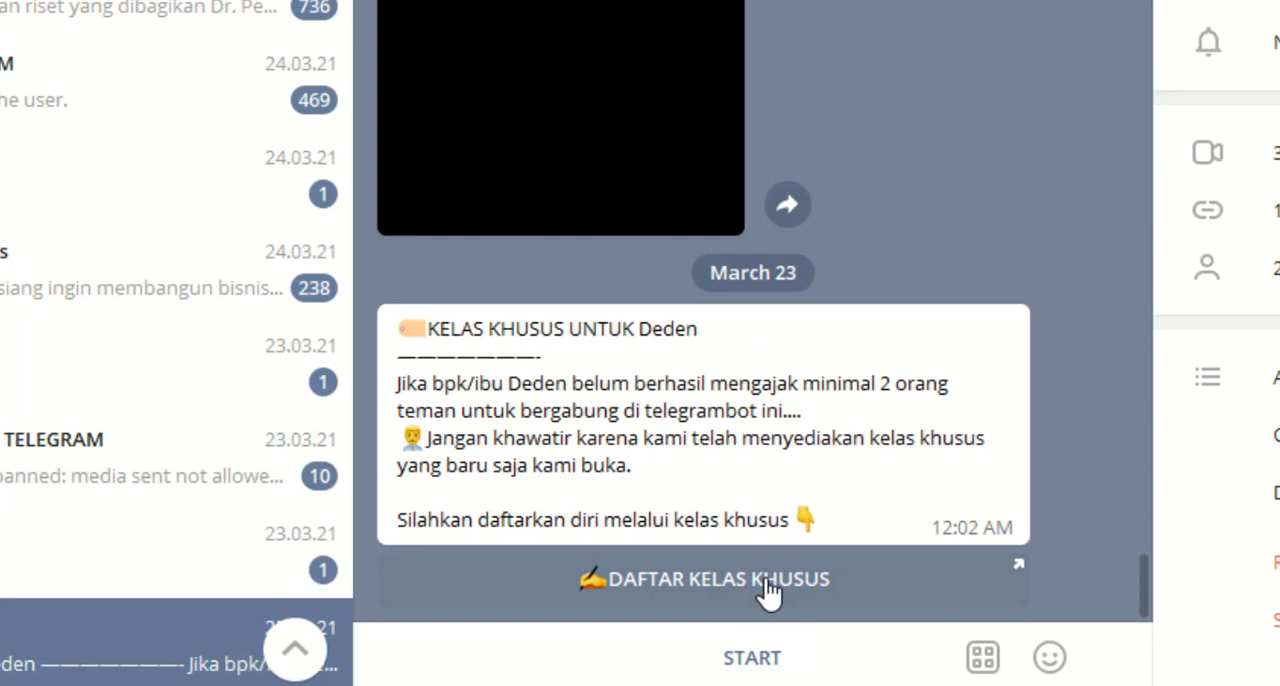 an riset yang dibagikan Dr. Pe... 736
M 24.03.21
he user. 469
24.03.21
1
s 24.03.21
siang ingin membangun bisnis... 238
23.03.21
1
TELEGRAM 23.03.21
banned: media sent not allowe... 10
23.03.21
1
21
eden ———————- Jika bpk/ ...
March 23
KELAS KHUSUS UNTUK Deden
———————-
Jika bpk/ibu Deden belum berhasil mengajak minimal 2 orang
teman untuk bergabung di telegrambot ini....
Jangan khawatir karena kami telah menyediakan kelas khusus
yang baru saja kami buka.
Silahkan daftarkan diri melalui kelas khusus
12:02 AM
DAFTAR KELAS KHUSUS
START